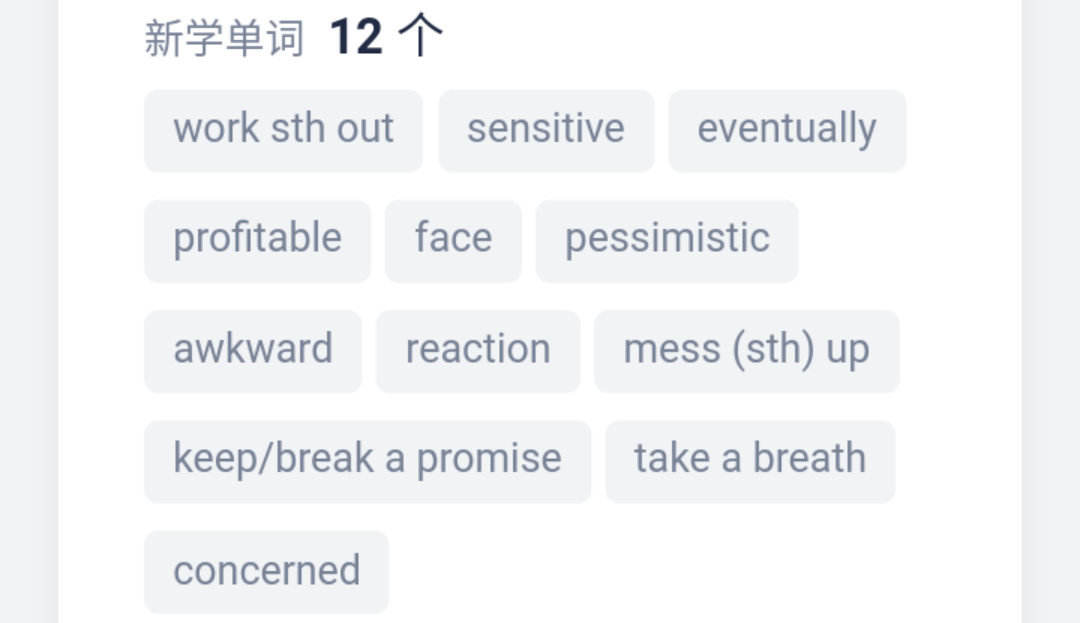 新学单词 12 个
work sth out sensitive eventually
profitable face pessimistic
awkward reaction mess (sth) up
keep/break a promise take a breath
concerned